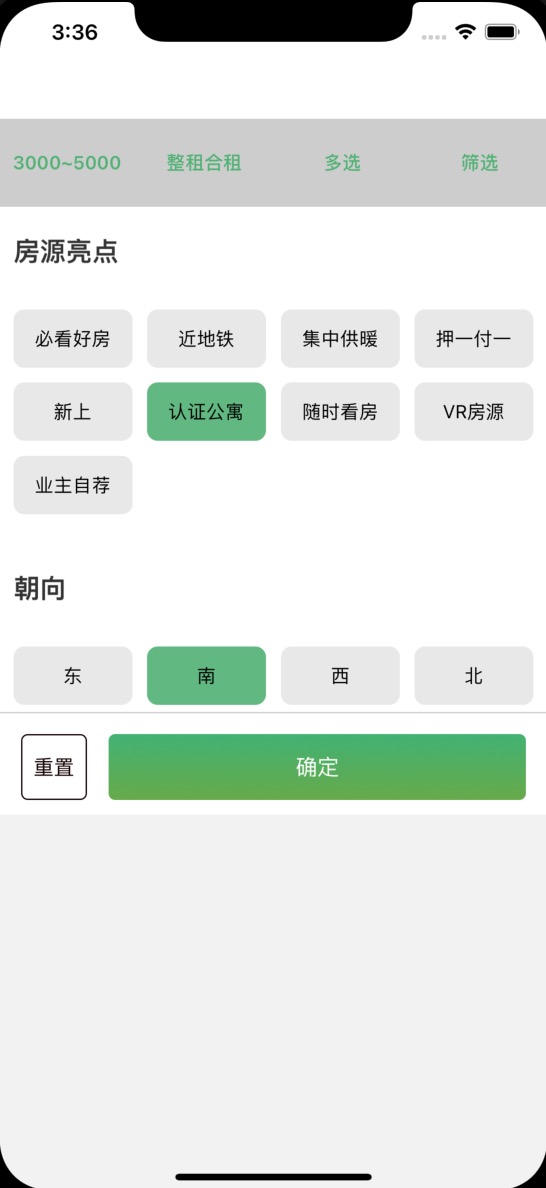 3:36
3000~5000 整租合租 多选 筛选
房源亮点
必看好房 近地铁 集中供暖 押一付一
新上 认证公寓 随时看房 VR房源
业主自荐
朝向
东 南 西 北
重置 确定